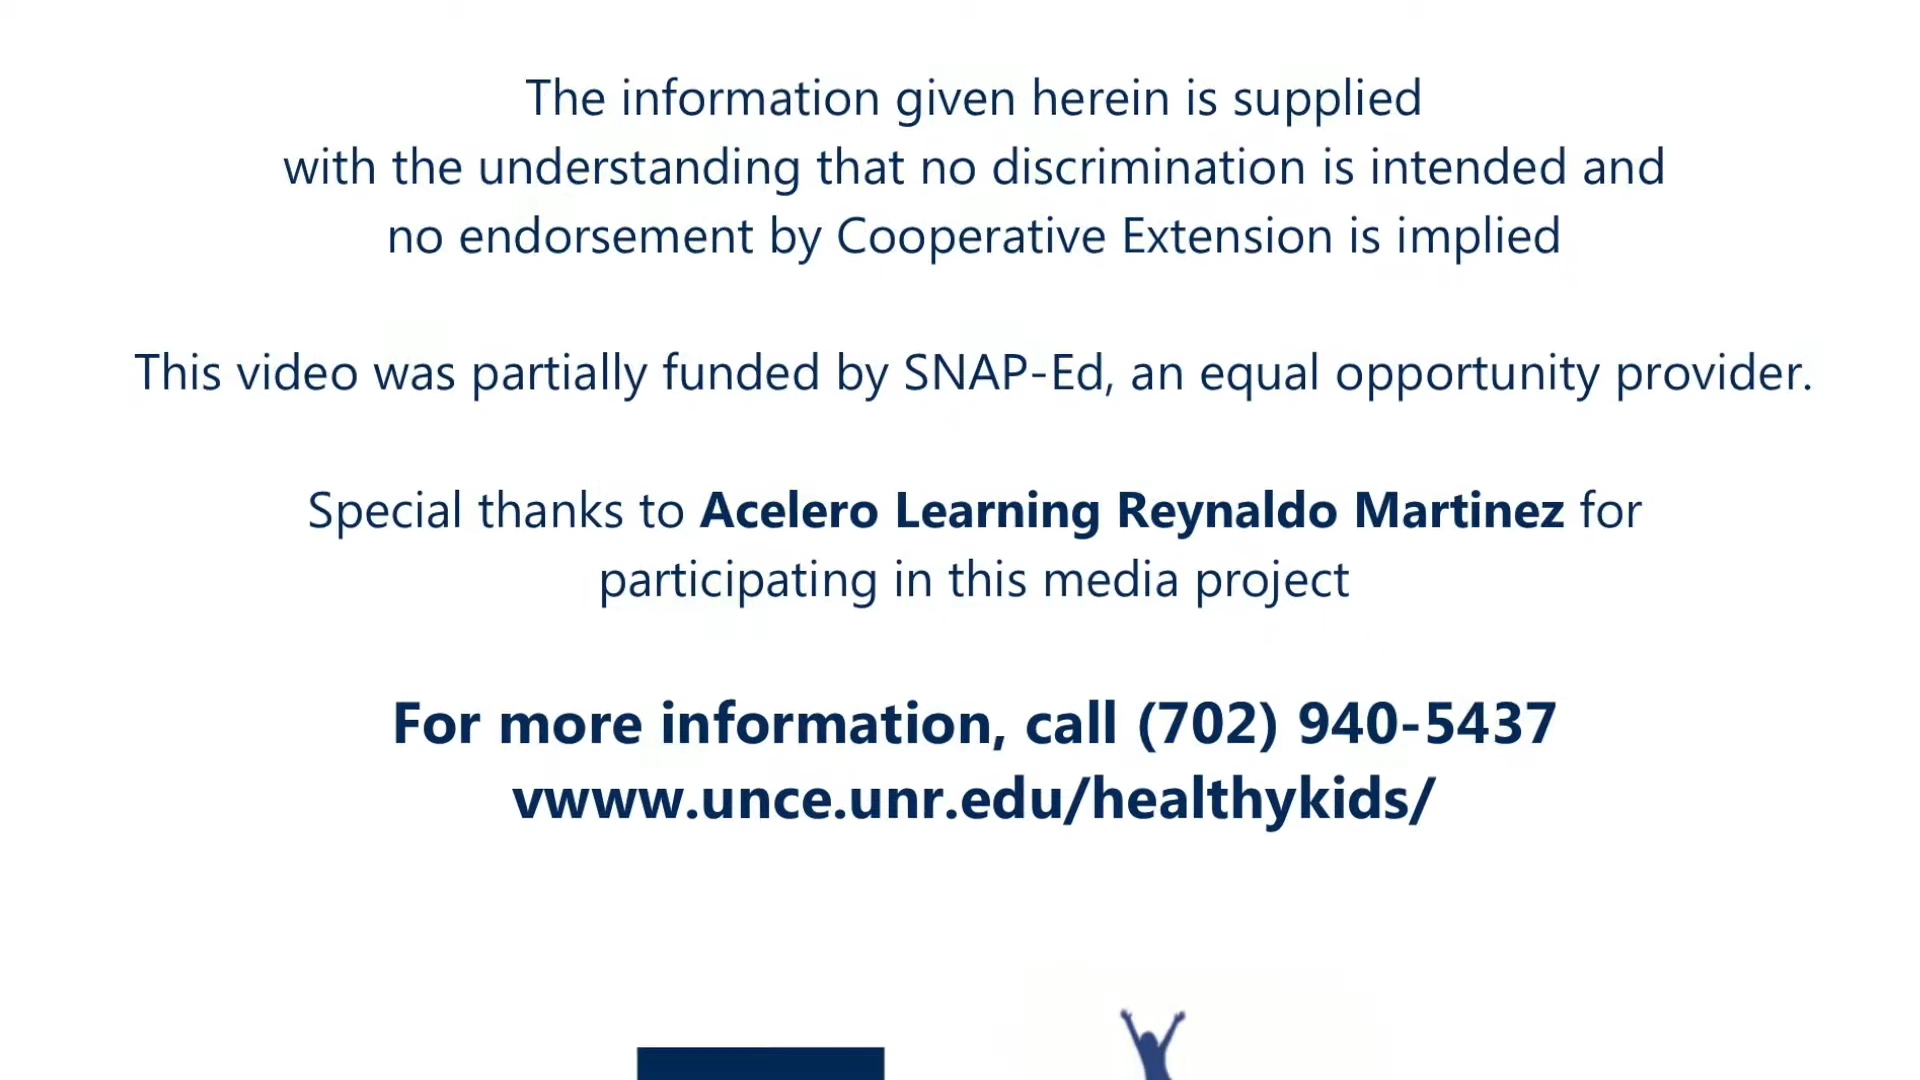 The information given herein is supplied
with the understanding that no discrimination is intended and
no endorsement by Cooperative Extension is implied
This video was partially funded by SNAP-Ed, an equal opportunity provider.
Special thanks to Acelero Learning Reynaldo Martinez for
participating in this media project
For more information, call (702) 940-5437
vwww.unce.unr.edu/healthykids/